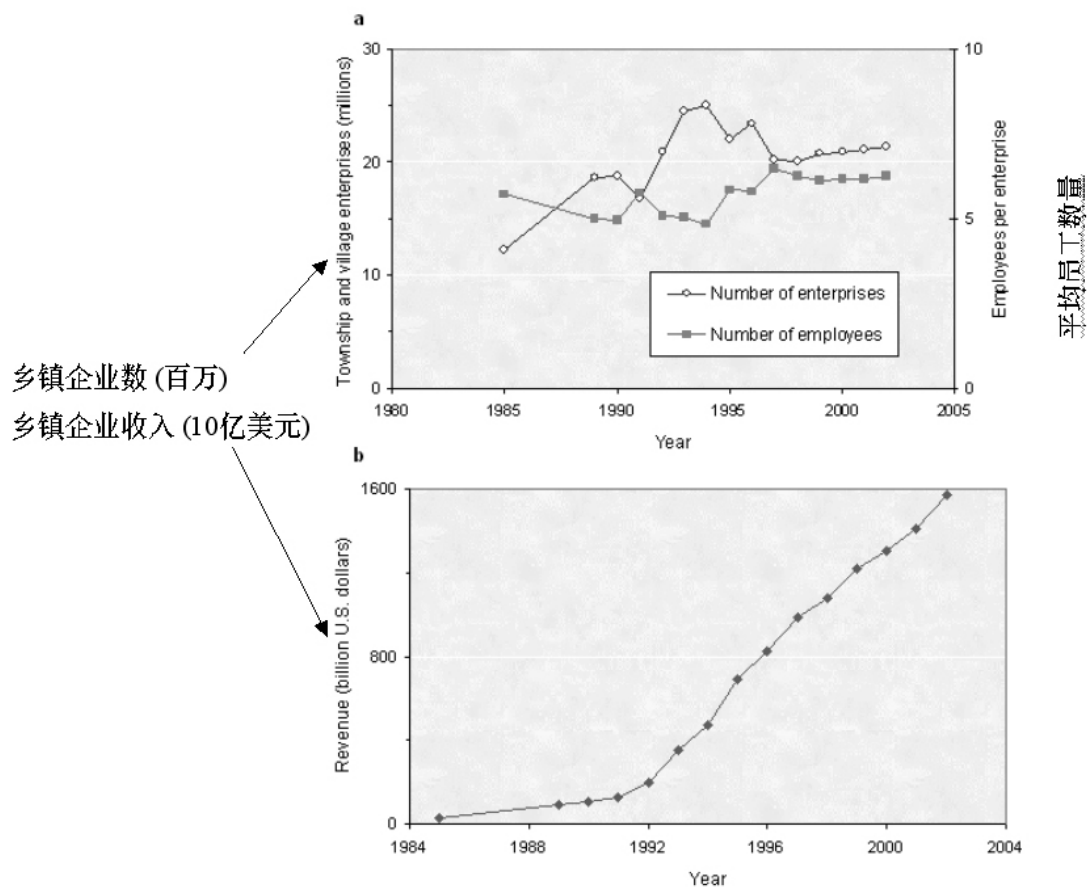 a
30
20
10
0
Township and village enterprises (millions)
10
5
0
Employees per enterprise
平均员工数量
Number of enterprises
Number of employees
1980
1985
1990
1995
2000
2005
Year
乡镇企业数 (百万)
乡镇企业收入 (10亿美元)
b
1600
800
0
Revenue (billion U.S. dollars)
1984
1988
1992
1996
2000
2004
Year